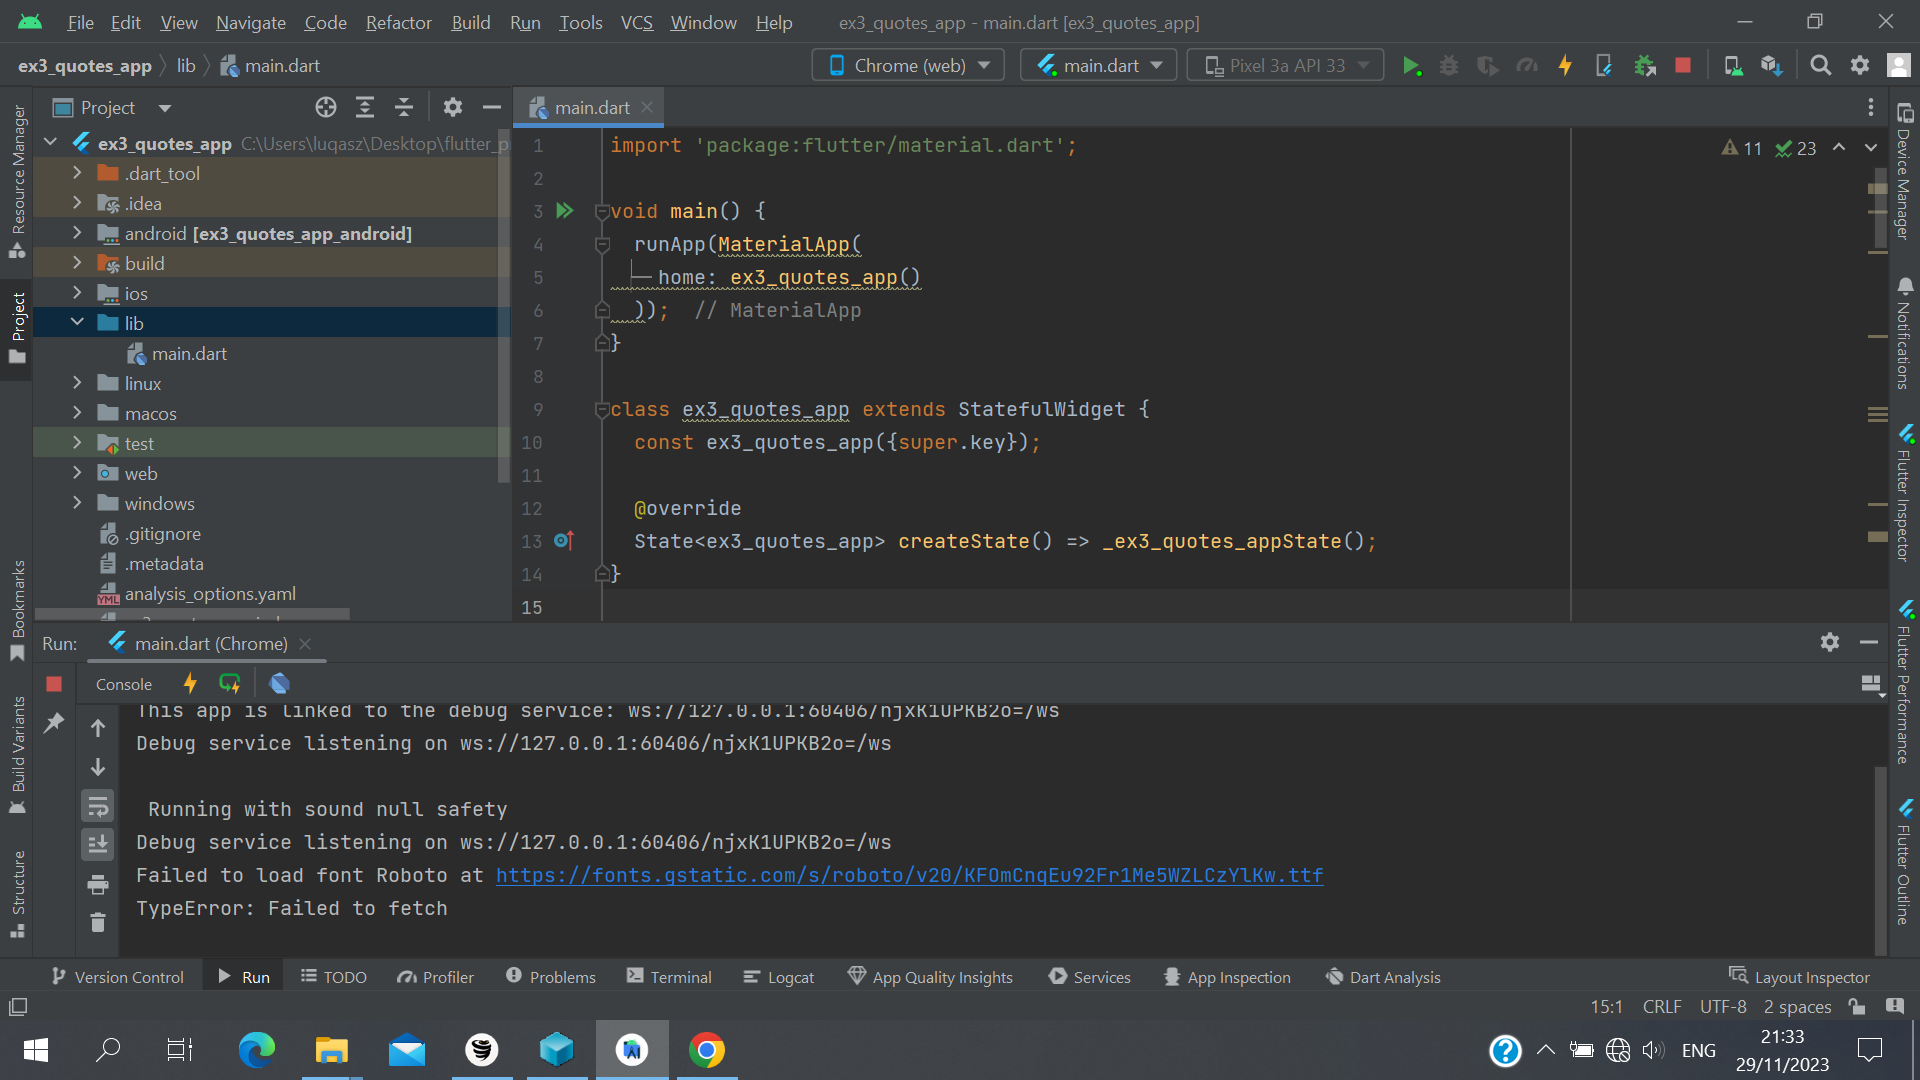 File Edit View Navigate Code Refactor Build Run Tools VCS Window Help ex3_quotes_app - main.dart [ex3_quotes_app]
ex3_quotes_app lib main.dart Chrome (web) main.dart Pixel 3a API 33
Resource Manager
Project
Bookmarks
Build Variants
Structure
Project
ex3_quotes_app C:\Users\luqasz\Desktop\flutter_p
.dart_tool
.idea
android [ex3_quotes_app_android]
build
ios
lib
main.dart
linux
macos
test
web
windows
.gitignore
.metadata
analysis_options.yaml
main.dart
11 23
1 import 'package:flutter/material.dart';
2
3 void main() {
4 runApp(MaterialApp(
5 home: ex3_quotes_app()
6 )); // MaterialApp
7 }
8
9 class ex3_quotes_app extends StatefulWidget {
10 const ex3_quotes_app({super.key});
11
12 @override
13 State<ex3_quotes_app> createState() => _ex3_quotes_appState();
14 }
15
Device Manager
Notifications
Flutter Inspector
Flutter Performance
Flutter Outline
Run: main.dart (Chrome)
Console
This app is linked to the debug service: ws://127.0.0.1:60406/njxK1UPKB2o=/ws
Debug service listening on ws://127.0.0.1:60406/njxK1UPKB2o=/ws
Running with sound null safety
Debug service listening on ws://127.0.0.1:60406/njxK1UPKB2o=/ws
Failed to load font Roboto at https://fonts.gstatic.com/s/roboto/v20/KFOmCnqEu92Fr1Me5WZLCzYlKw.ttf
TypeError: Failed to fetch
Version Control Run TODO Profiler Problems Terminal Logcat App Quality Insights Services App Inspection Dart Analysis Layout Inspector
15:1 CRLF UTF-8 2 spaces
ENG
21:33
29/11/2023